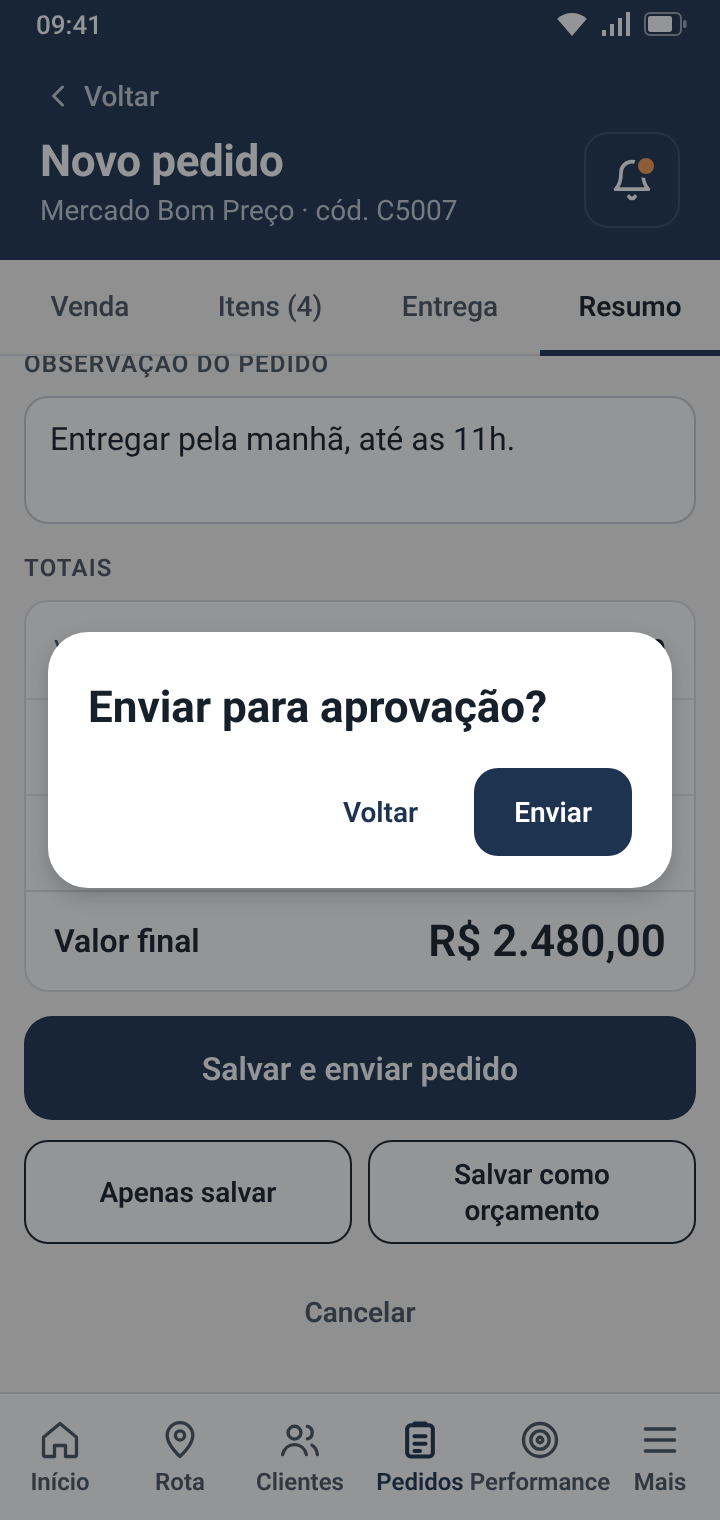 09:41
Voltar
Novo pedido
Mercado Bom Preço · cód. C5007
Venda
Itens (4)
Entrega
Resumo
OBSERVAÇÃO DO PEDIDO
Entregar pela manhã, até as 11h.
TOTAIS
Enviar para aprovação?
Voltar
Enviar
Valor final
R$ 2.480,00
Salvar e enviar pedido
Apenas salvar
Salvar como
orçamento
Cancelar
Início
Rota
Clientes
Pedidos
Performance
Mais